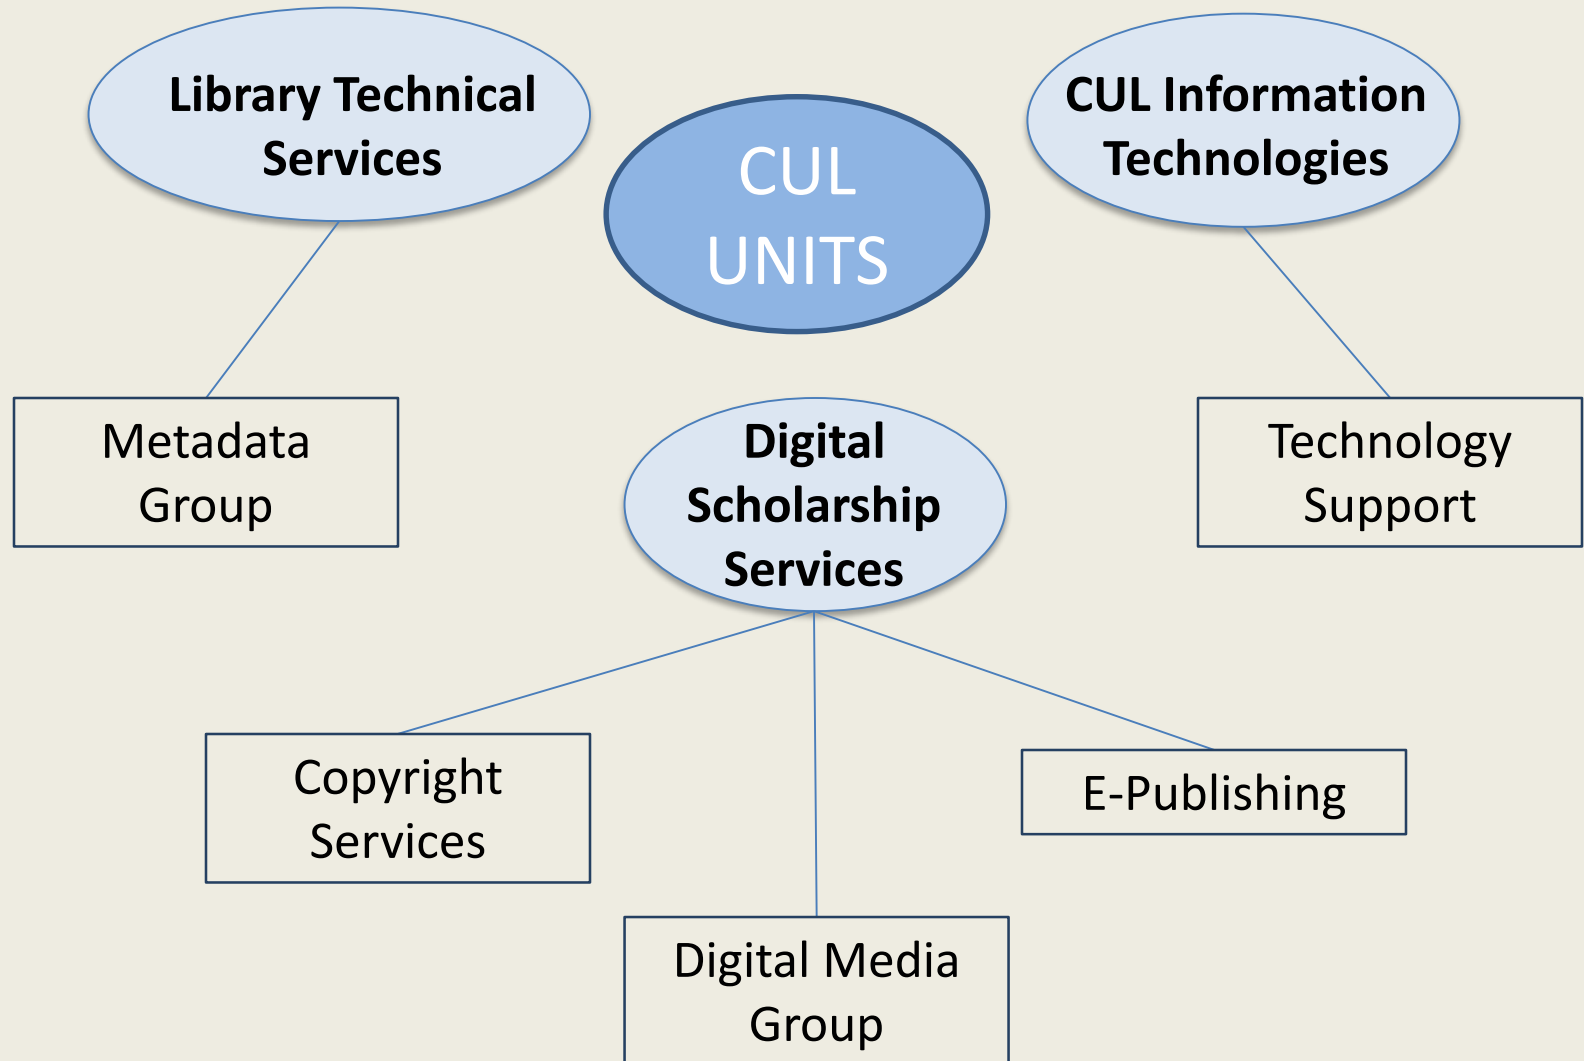 Library Technical
Services
CUL
UNITS
CUL Information
Technologies
Metadata
Group
Digital
Scholarship
Services
Technology
Support
Copyright
Services
E-Publishing
Digital Media
Group